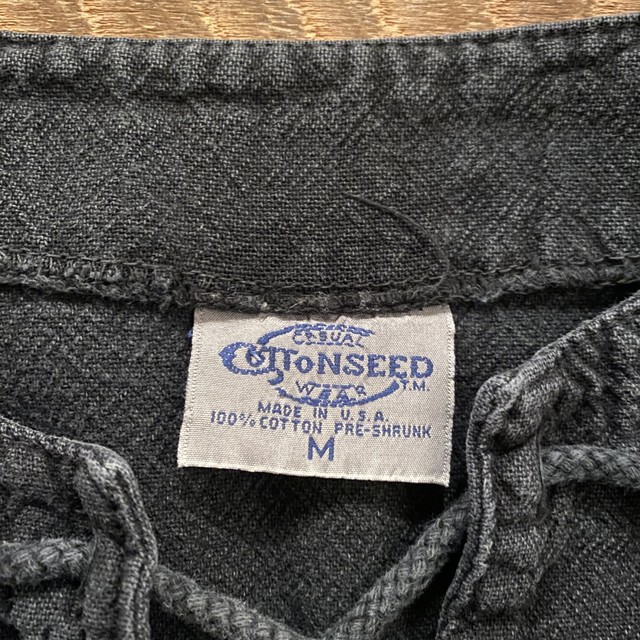 CASUAL
COTTONSEED
WEAR T.M.
MADE IN U.S.A.
100% COTTON PRE-SHRUNK
M